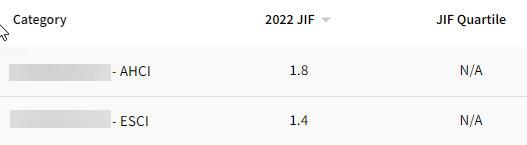 Category 2022 JIF JIF Quartile
- AHCI 1.8 N/A
- ESCI 1.4 N/A